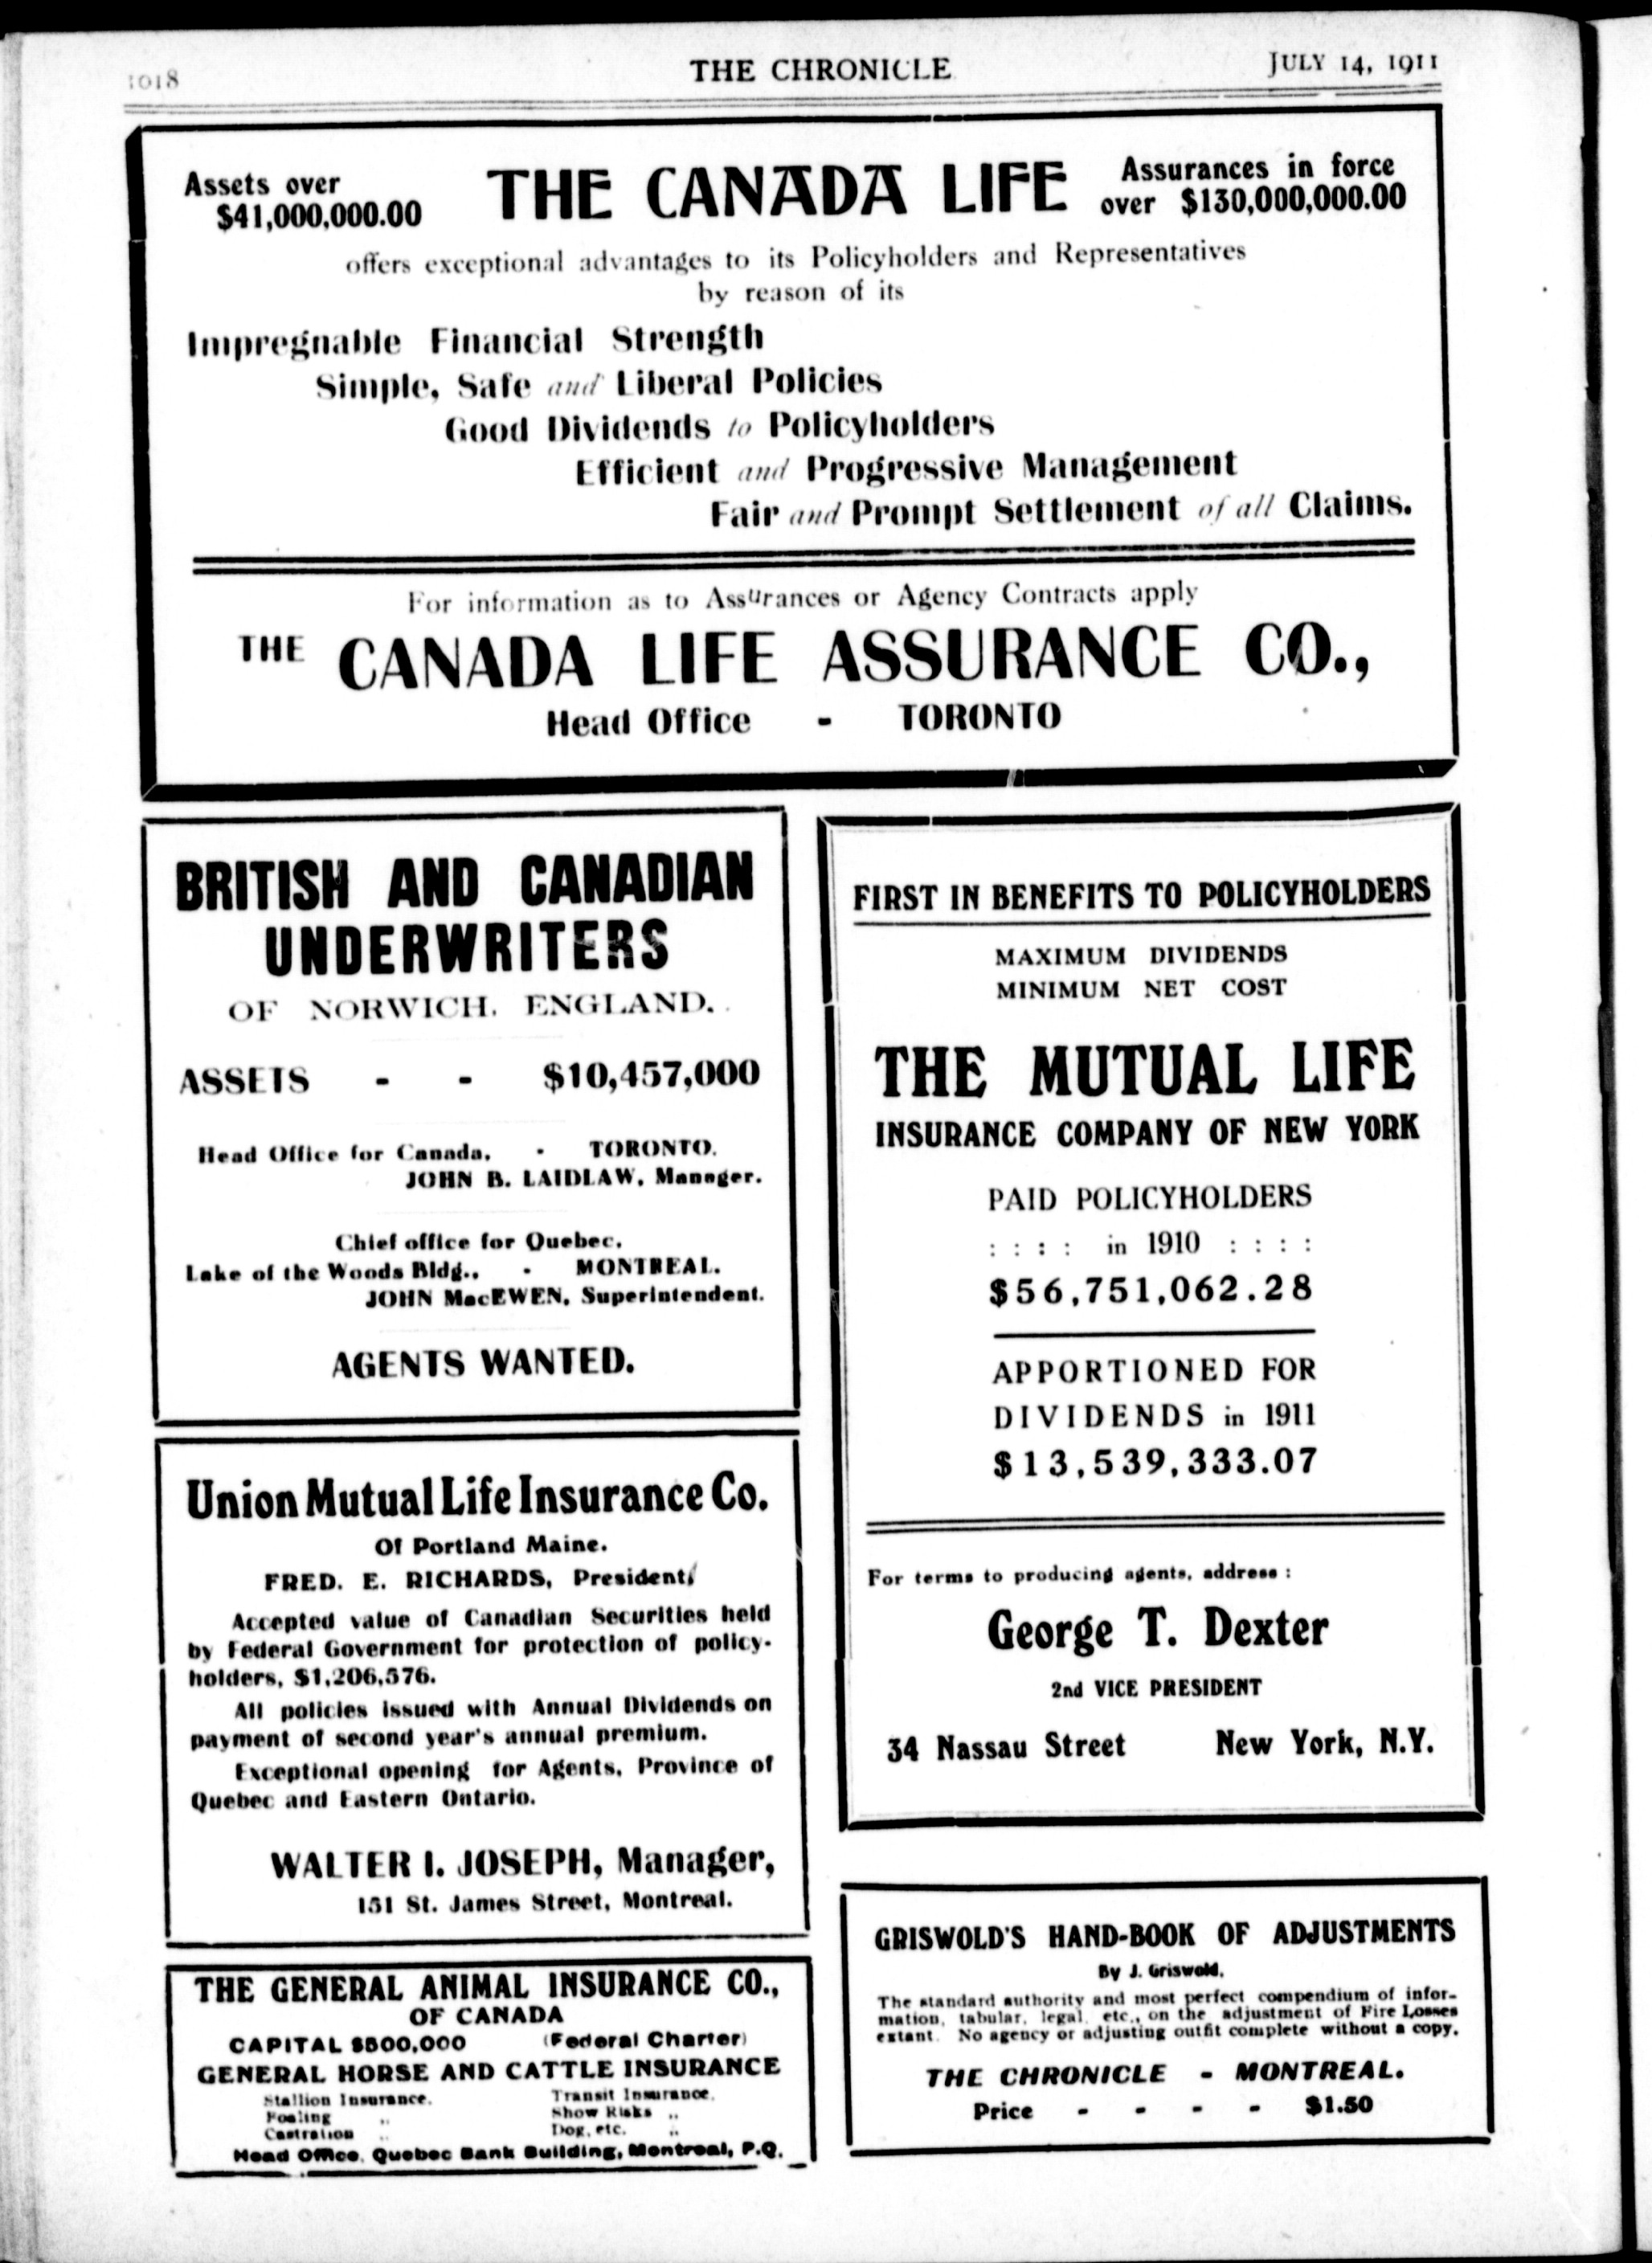 1018
THE CHRONICLE
JULY 14, 1911
Assets over
$41,000,000.00
THE CANADA LIFE
Assurances in force
over $130,000,000.00
offers exceptional advantages to its Policyholders and Representatives
by reason of its
Impregnable Financial Strength
Simple, Safe and Liberal Policies
Good Dividends to Policyholders
Efficient and Progressive Management
Fair and Prompt Settlement of all Claims.
For information as to Assurances or Agency Contracts apply
THE CANADA LIFE ASSURANCE CO.,
Head Office - TORONTO
BRITISH AND CANADIAN
UNDERWRITERS
OF NORWICH, ENGLAND.
ASSETS - - $10,457,000
Head Office for Canada, - TORONTO.
JOHN B. LAIDLAW, Manager.
Chief office for Quebec,
Lake of the Woods Bldg., - MONTREAL.
JOHN MacEWEN, Superintendent.
AGENTS WANTED.
Union Mutual Life Insurance Co.
Of Portland Maine.
FRED. E. RICHARDS, President,
Accepted value of Canadian Securities held
by Federal Government for protection of policy-
holders, $1,206,576.
All policies issued with Annual Dividends on
payment of second year's annual premium.
Exceptional opening for Agents, Province of
Quebec and Eastern Ontario.
WALTER I. JOSEPH, Manager,
151 St. James Street, Montreal.
THE GENERAL ANIMAL INSURANCE CO.,
OF CANADA
CAPITAL $500,000 (Federal Charter)
GENERAL HORSE AND CATTLE INSURANCE
Stallion Insurance. Transit Insurance.
Foaling ,, Show Risks ,,
Castration ,, Dog, etc. ,,
Head Office, Quebec Bank Building, Montreal, P.Q.
FIRST IN BENEFITS TO POLICYHOLDERS
MAXIMUM DIVIDENDS
MINIMUM NET COST
THE MUTUAL LIFE
INSURANCE COMPANY OF NEW YORK
PAID POLICYHOLDERS
: : : : in 1910 : : : :
$56,751,062.28
APPORTIONED FOR
DIVIDENDS in 1911
$13,539,333.07
For terms to producing agents, address :
George T. Dexter
2nd VICE PRESIDENT
34 Nassau Street New York, N.Y.
GRISWOLD'S HAND-BOOK OF ADJUSTMENTS
By J. Griswold.
The standard authority and most perfect compendium of infor-
mation, tabular, legal, etc., on the adjustment of Fire Losses
extant. No agency or adjusting outfit complete without a copy.
THE CHRONICLE - MONTREAL.
Price - - - - $1.50